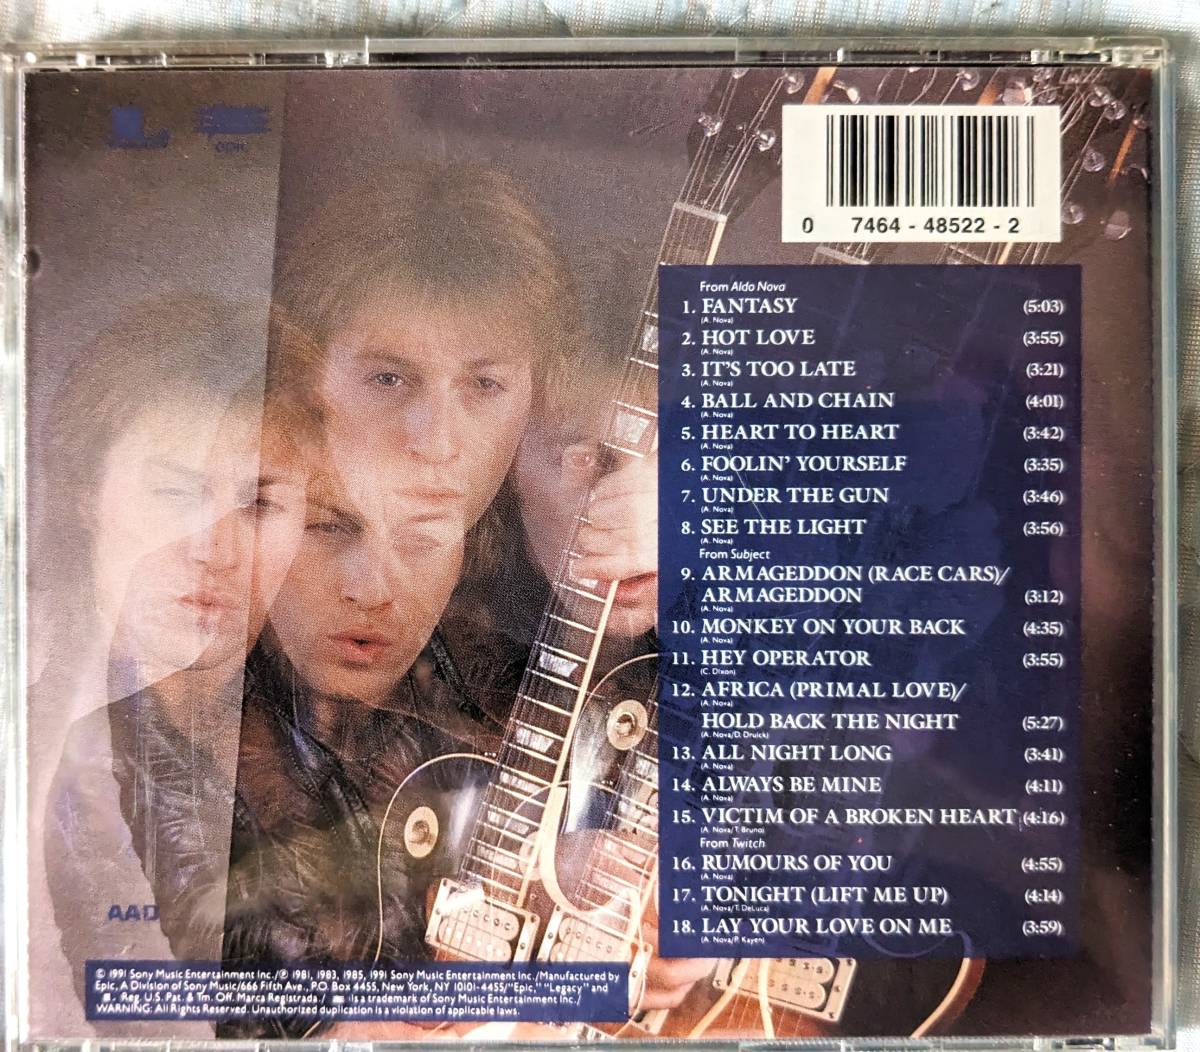 epic
0 7464 - 48522 - 2
From Aldo Nova
1. FANTASY (5:03)
(A. Nova)
2. HOT LOVE (3:55)
(A. Nova)
3. IT'S TOO LATE (3:21)
(A. Nova)
4. BALL AND CHAIN (4:01)
(A. Nova)
5. HEART TO HEART (3:42)
(A. Nova)
6. FOOLIN' YOURSELF (3:35)
(A. Nova)
7. UNDER THE GUN (3:46)
(A. Nova)
8. SEE THE LIGHT (3:56)
(A. Nova)
From Subject
9. ARMAGEDDON (RACE CARS)/
ARMAGEDDON (3:12)
(A. Nova)
10. MONKEY ON YOUR BACK (4:35)
(A. Nova)
11. HEY OPERATOR (3:55)
(C. Dixon)
12. AFRICA (PRIMAL LOVE)/
(A. Nova)
HOLD BACK THE NIGHT (5:27)
(A. Nova/D. Druick)
13. ALL NIGHT LONG (3:41)
(A. Nova)
14. ALWAYS BE MINE (4:11)
(A. Nova)
15. VICTIM OF A BROKEN HEART (4:16)
(A. Nova/T. Bruno)
From Twitch
16. RUMOURS OF YOU (4:55)
(A. Nova)
17. TONIGHT (LIFT ME UP) (4:14)
(A. Nova/T. DeLuca)
18. LAY YOUR LOVE ON ME (3:59)
(A. Nova/P. Kayen)
AAD
© 1991 Sony Music Entertainment Inc./℗ 1981, 1983, 1985, 1991 Sony Music Entertainment Inc./Manufactured by
Epic, A Division of Sony Music/666 Fifth Ave., P.O. Box 4455, New York, NY 10101-4455/"Epic," "Legacy" and
Reg. U.S. Pat. & Tm. Off. Marca Registrada./ is a trademark of Sony Music Entertainment Inc./
WARNING: All Rights Reserved. Unauthorized duplication is a violation of applicable laws.